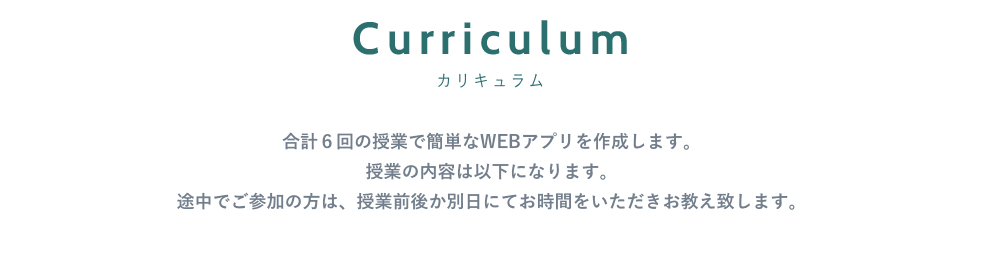 Curriculum
カリキュラム
合計６回の授業で簡単なWEBアプリを作成します。
授業の内容は以下になります。
途中でご参加の方は、授業前後か別日にてお時間をいただきお教え致します。